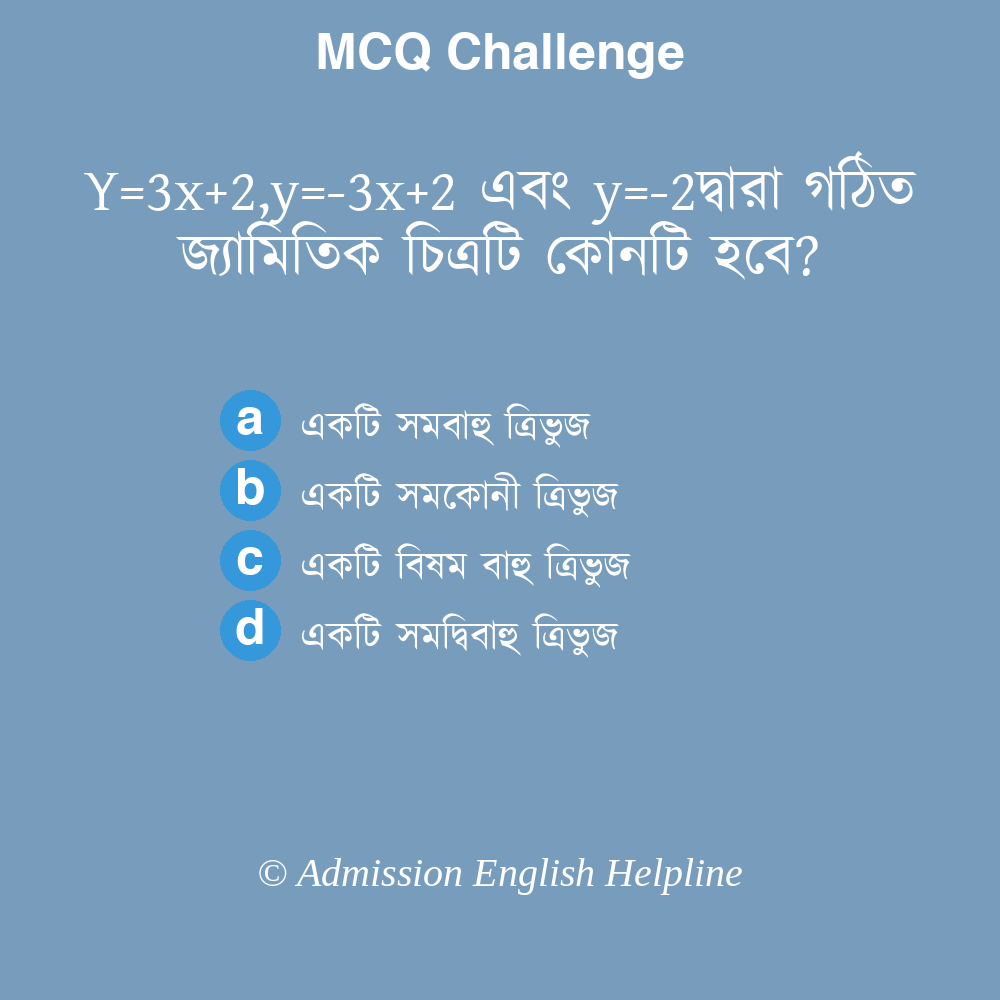 MCQ Challenge
Y=3x+2,y=-3x+2 এবং y=-2দ্বারা গঠিত
জ্যামিতিক চিত্রটি কোনটি হবে?
a একটি সমবাহু ত্রিভুজ
b একটি সমকোনী ত্রিভুজ
c একটি বিষম বাহু ত্রিভুজ
d একটি সমদ্বিবাহু ত্রিভুজ
© Admission English Helpline